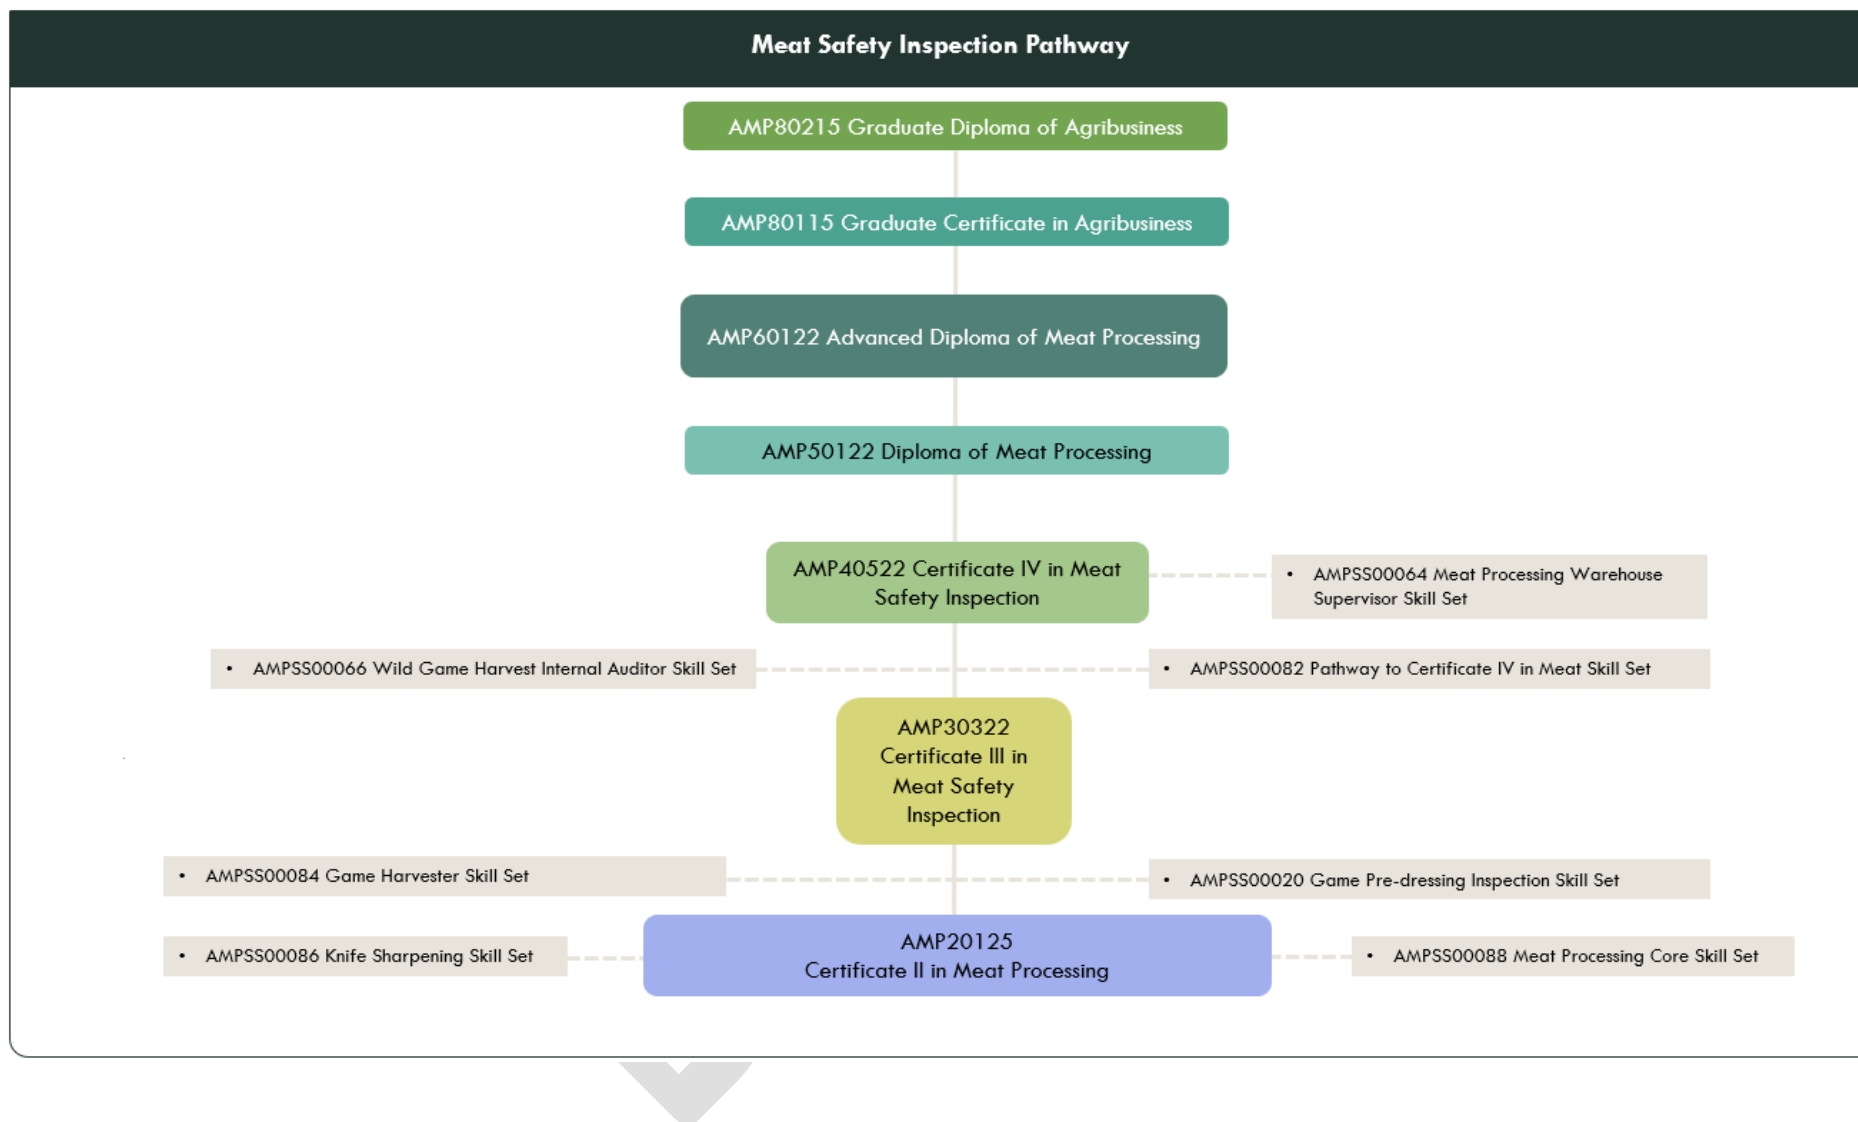 Meat Safety Inspection Pathway
AMP80215 Graduate Diploma of Agribusiness
AMP80115 Graduate Certificate in Agribusiness
AMP60122 Advanced Diploma of Meat Processing
AMP50122 Diploma of Meat Processing
AMP40522 Certificate IV in Meat
Safety Inspection
• AMPSS00064 Meat Processing Warehouse
Supervisor Skill Set
• AMPSS00066 Wild Game Harvest Internal Auditor Skill Set
• AMPSS00082 Pathway to Certificate IV in Meat Skill Set
AMP30322
Certificate III in
Meat Safety
Inspection
• AMPSS00084 Game Harvester Skill Set
• AMPSS00020 Game Pre-dressing Inspection Skill Set
• AMPSS00086 Knife Sharpening Skill Set
AMP20125
Certificate II in Meat Processing
• AMPSS00088 Meat Processing Core Skill Set